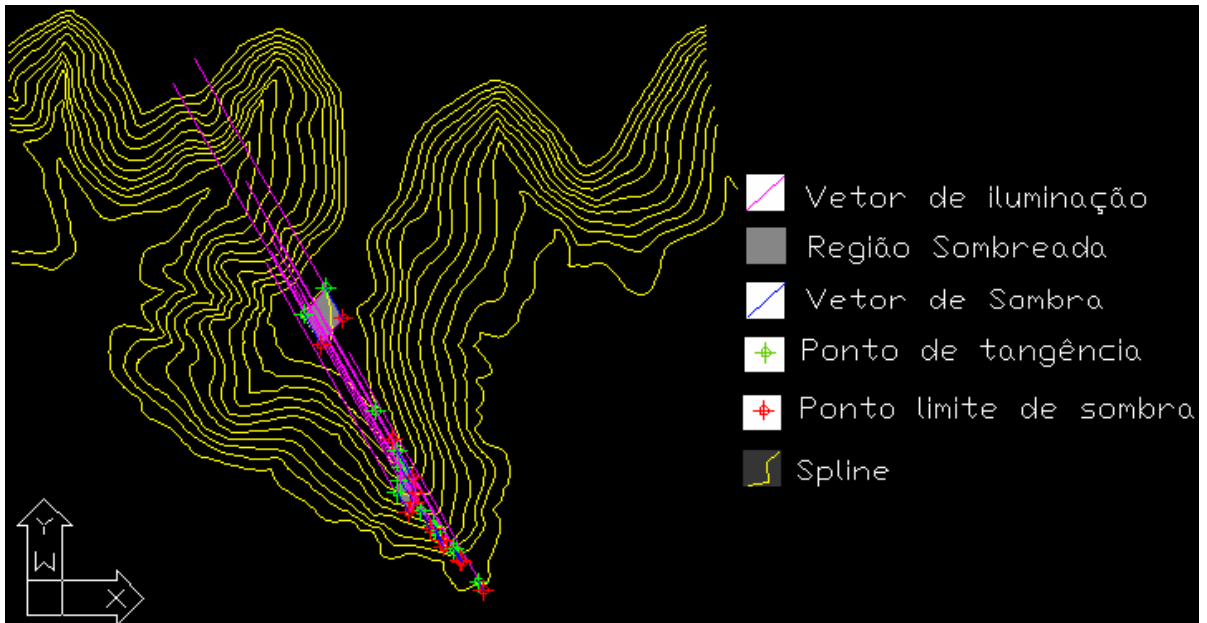 Vetor de iluminação
Região Sombreada
Vetor de Sombra
Ponto de tangência
Ponto limite de sombra
Spline
Y
W
X